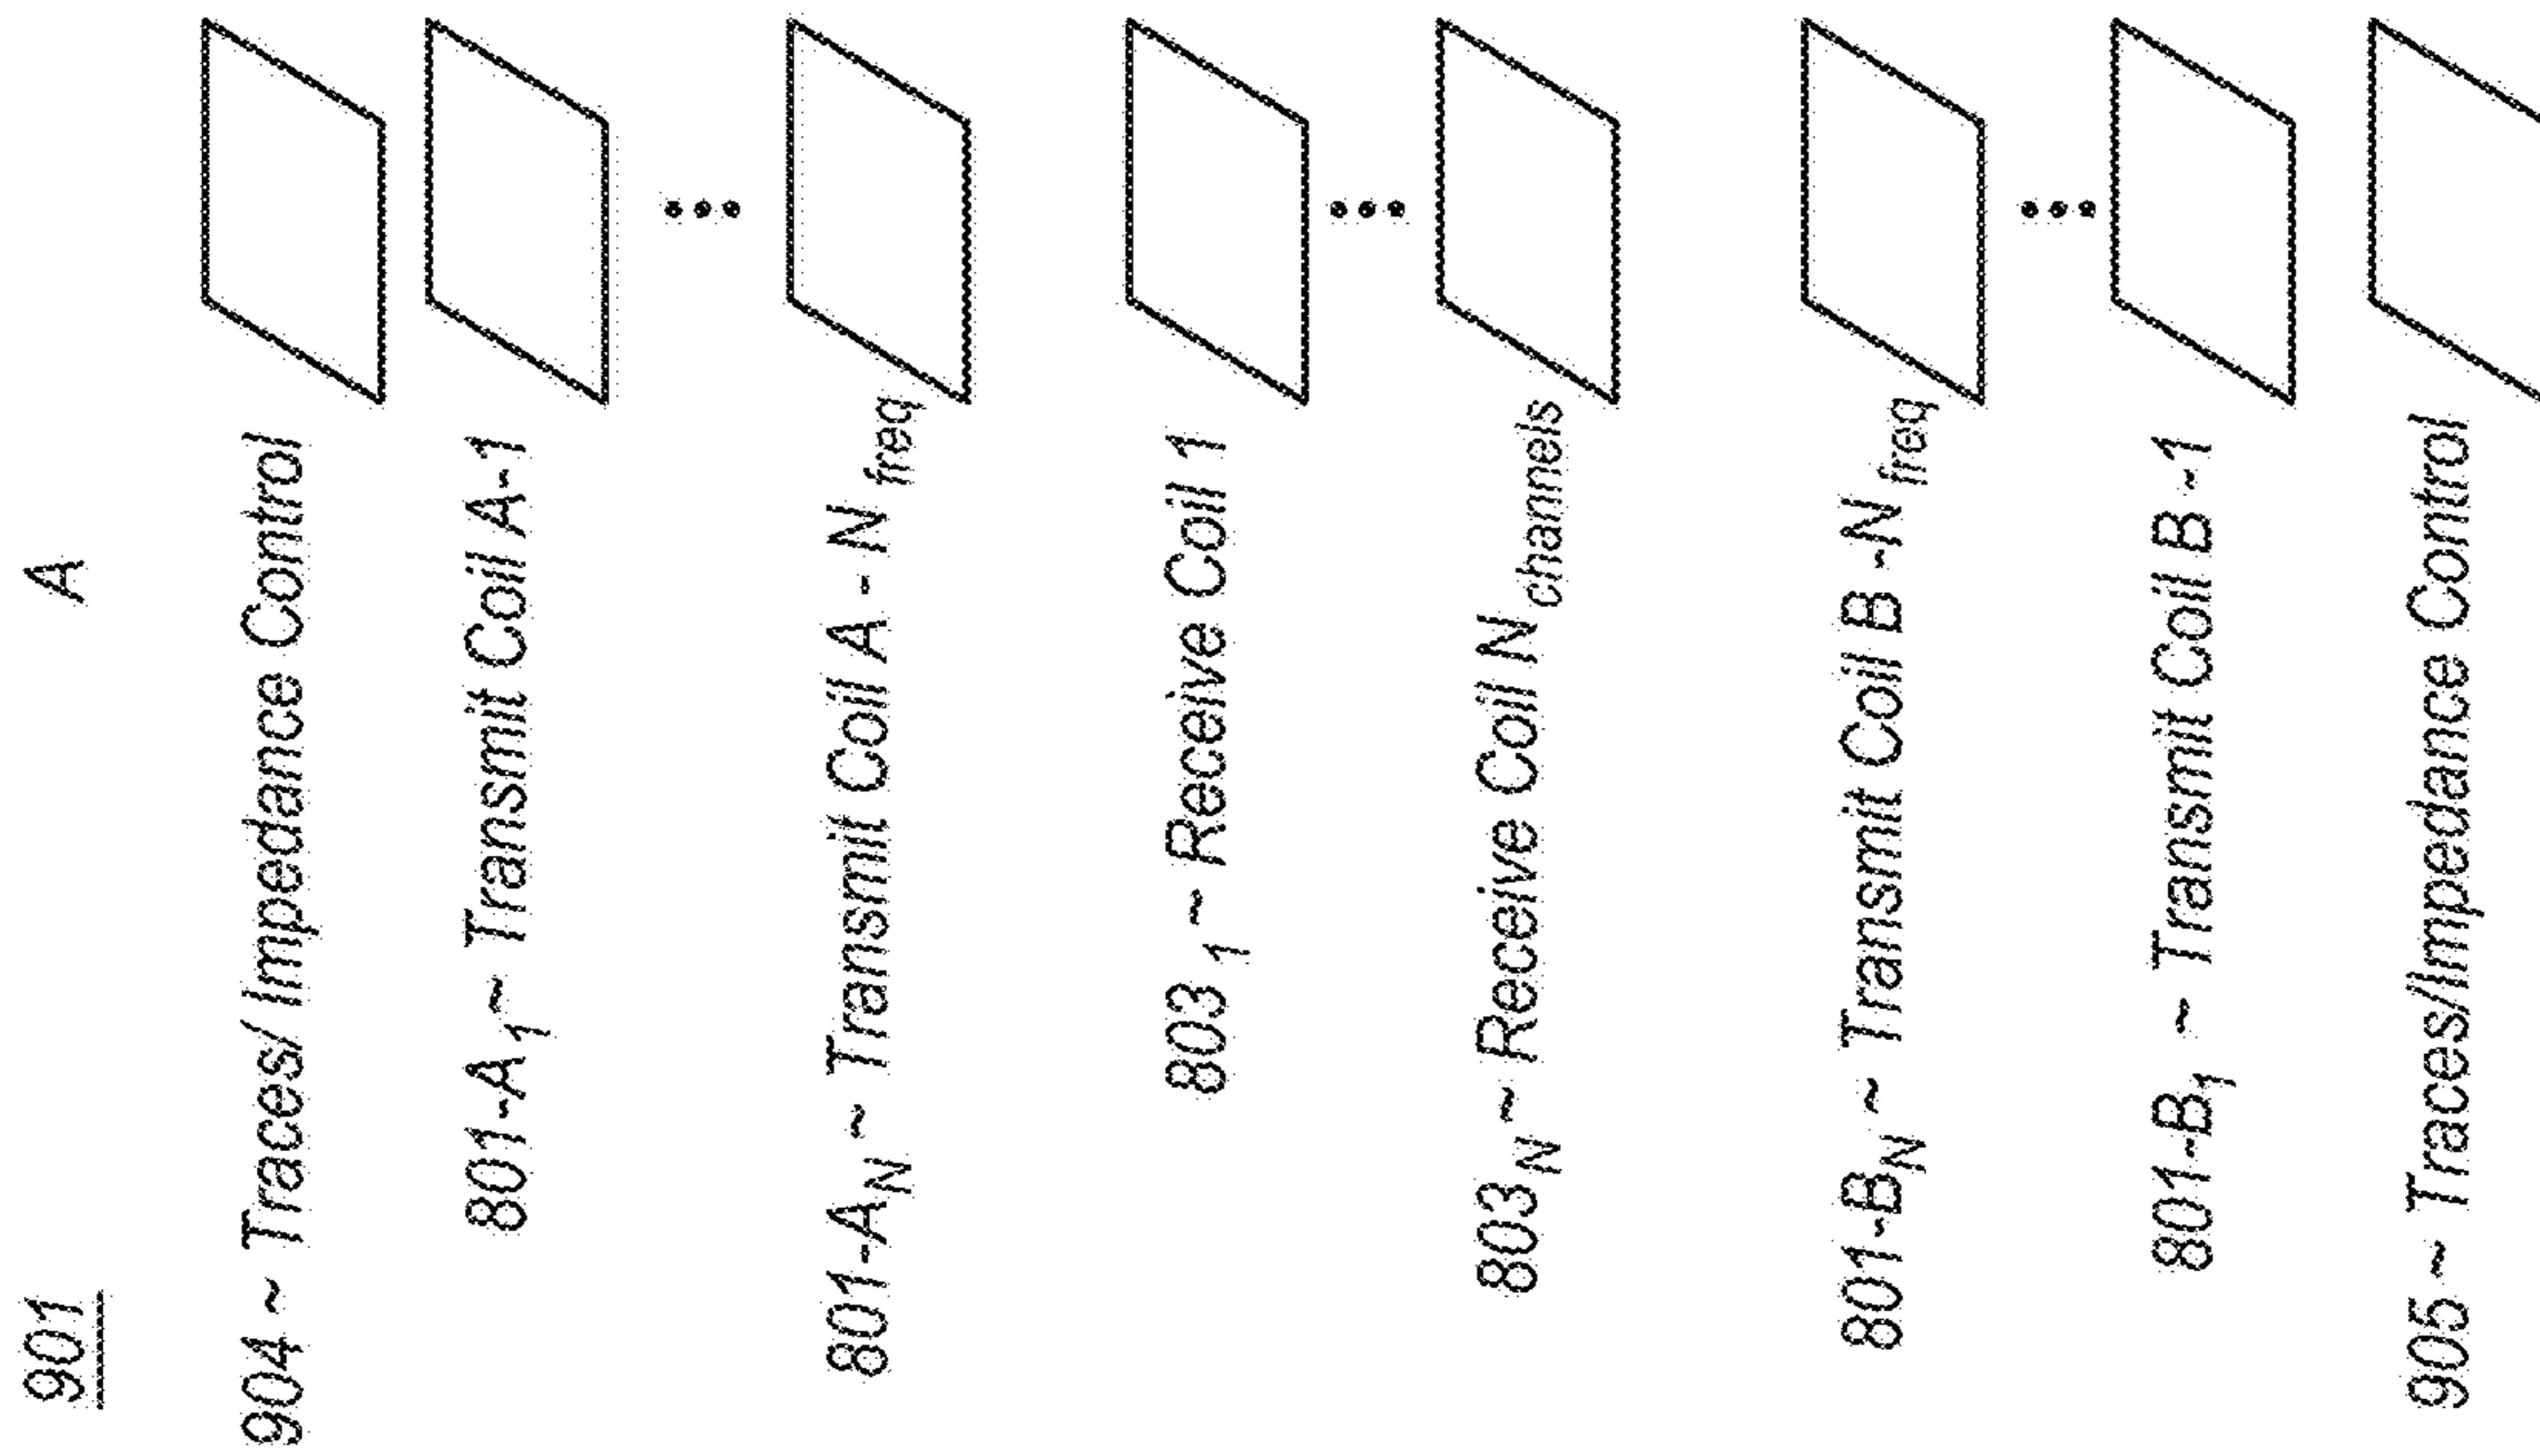 901
A
904 ~ Traces/ Impedance Control
801-A1 ~ Transmit Coil A-1
801-AN ~ Transmit Coil A - N freq
803 1 ~ Receive Coil 1
803N ~ Receive Coil N channels
801-BN ~ Transmit Coil B -N freq
801-B1 ~ Transmit Coil B -1
905 ~ Traces/Impedance Control